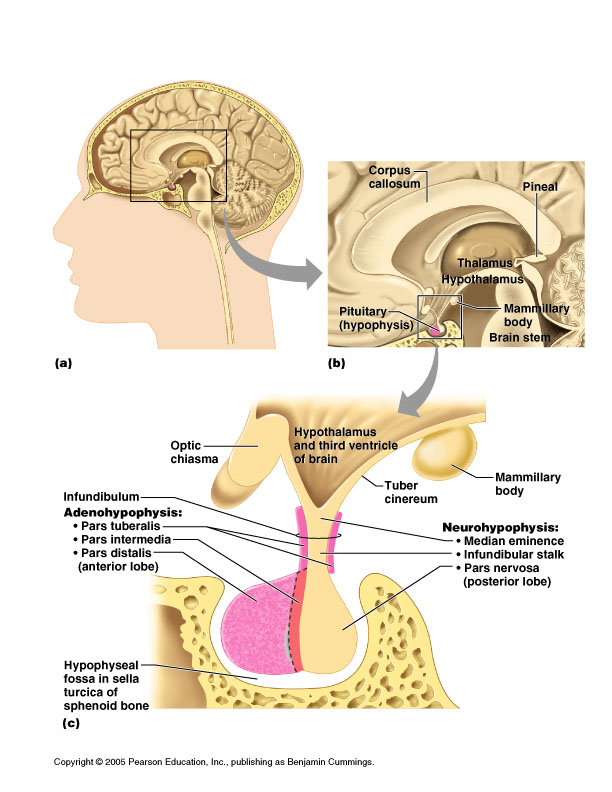 Corpus
callosum
Pineal
Thalamus
Hypothalamus
Pituitary
(hypophysis)
Mammillary
body
Brain stem
(a)
(b)
Optic
chiasma
Hypothalamus
and third ventricle
of brain
Mammillary
body
Tuber
cinereum
Infundibulum
Adenohypophysis:
• Pars tuberalis
• Pars intermedia
• Pars distalis
(anterior lobe)
Neurohypophysis:
• Median eminence
• Infundibular stalk
• Pars nervosa
(posterior lobe)
Hypophyseal
fossa in sella
turcica of
sphenoid bone
(c)
Copyright © 2005 Pearson Education, Inc., publishing as Benjamin Cummings.